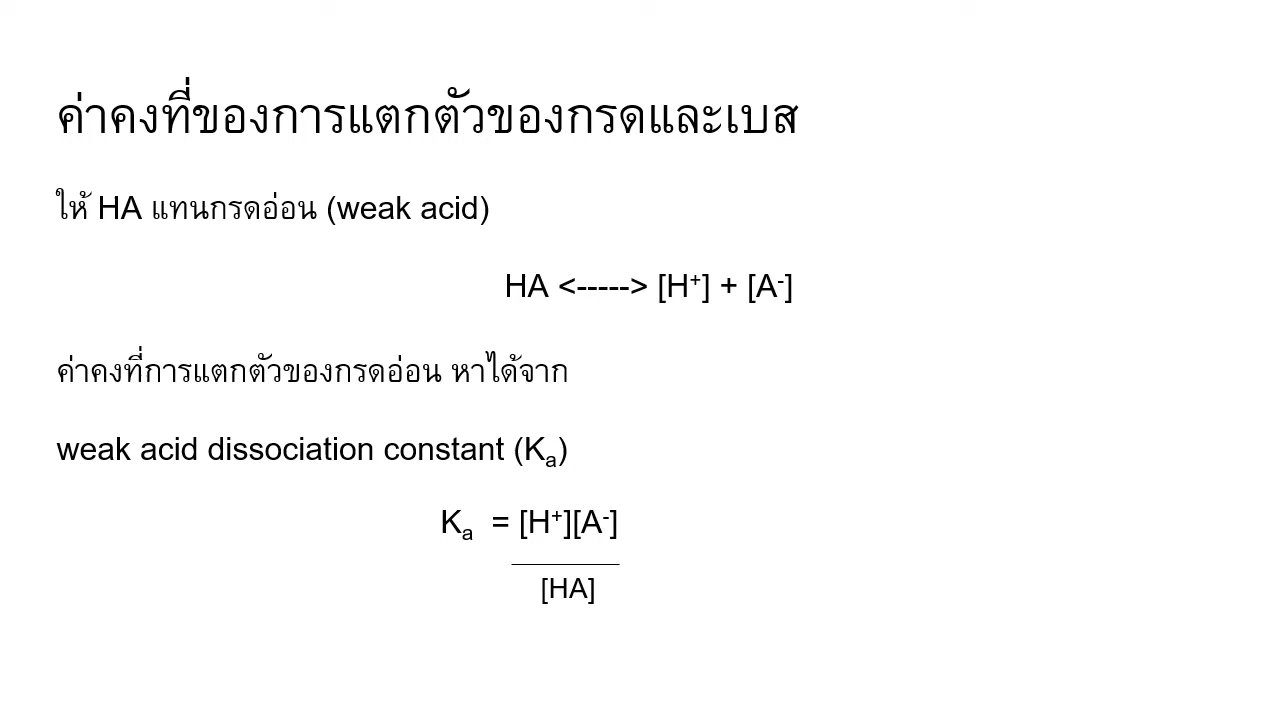 ค่าคงที่ของการแตกตัวของกรดและเบส
ให้ HA แทนกรดอ่อน (weak acid)
HA <-----> [H⁺] + [A⁻]
ค่าคงที่การแตกตัวของกรดอ่อน หาได้จาก
weak acid dissociation constant (Kₐ)
Kₐ = [H⁺][A⁻]
[HA]